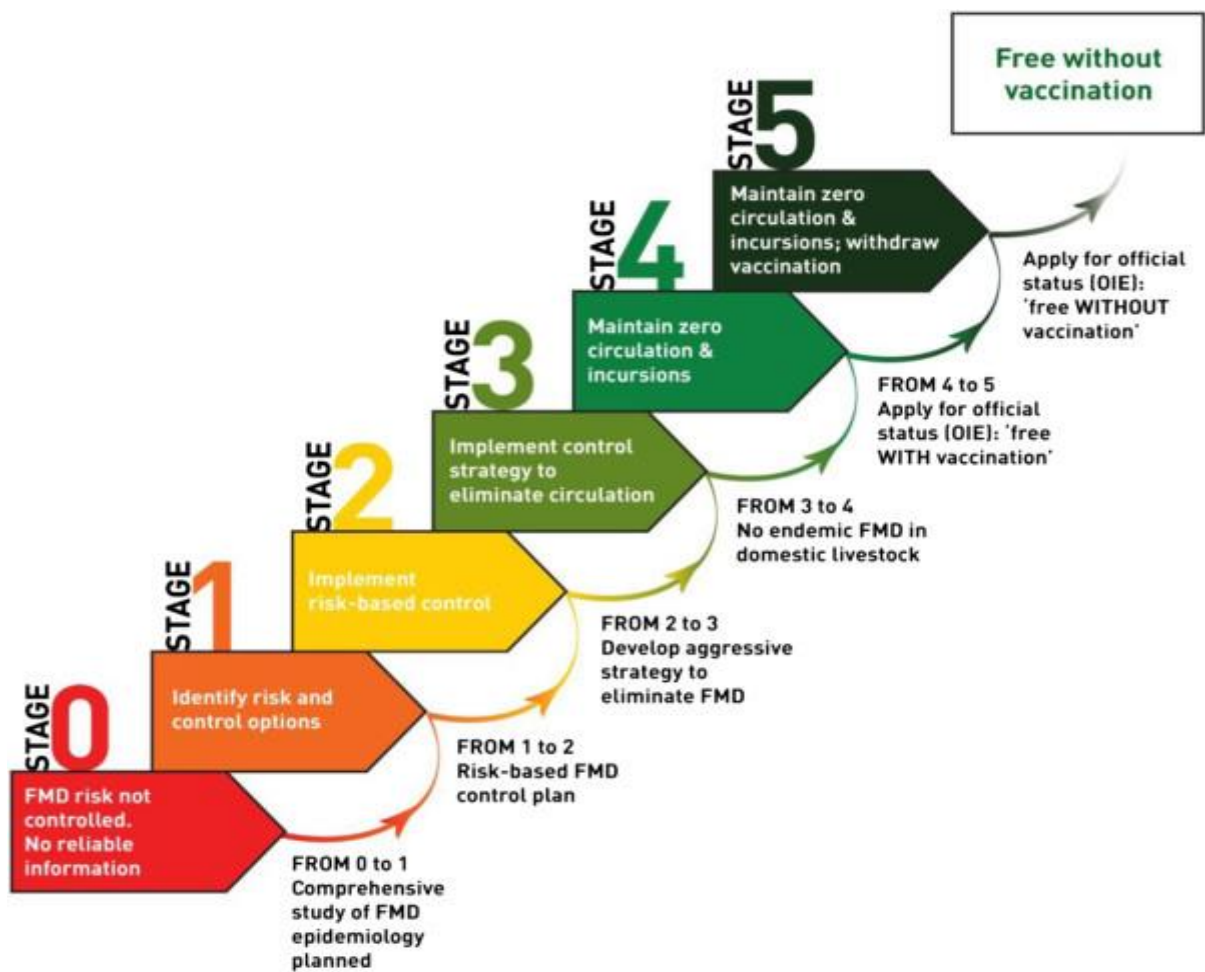 Free without
vaccination
STAGE 5
Maintain zero
circulation &
incursions; withdraw
vaccination
Apply for official
status (OIE):
‘free WITHOUT
vaccination’
STAGE 4
Maintain zero
circulation &
incursions
FROM 4 to 5
Apply for official
status (OIE): ‘free
WITH vaccination’
STAGE 3
Implement control
strategy to
eliminate circulation
FROM 3 to 4
No endemic FMD in
domestic livestock
STAGE 2
Implement
risk-based control
FROM 2 to 3
Develop aggressive
strategy to
eliminate FMD
STAGE 1
Identify risk and
control options
FROM 1 to 2
Risk-based FMD
control plan
STAGE 0
FMD risk not
controlled.
No reliable
information
FROM 0 to 1
Comprehensive
study of FMD
epidemiology
planned